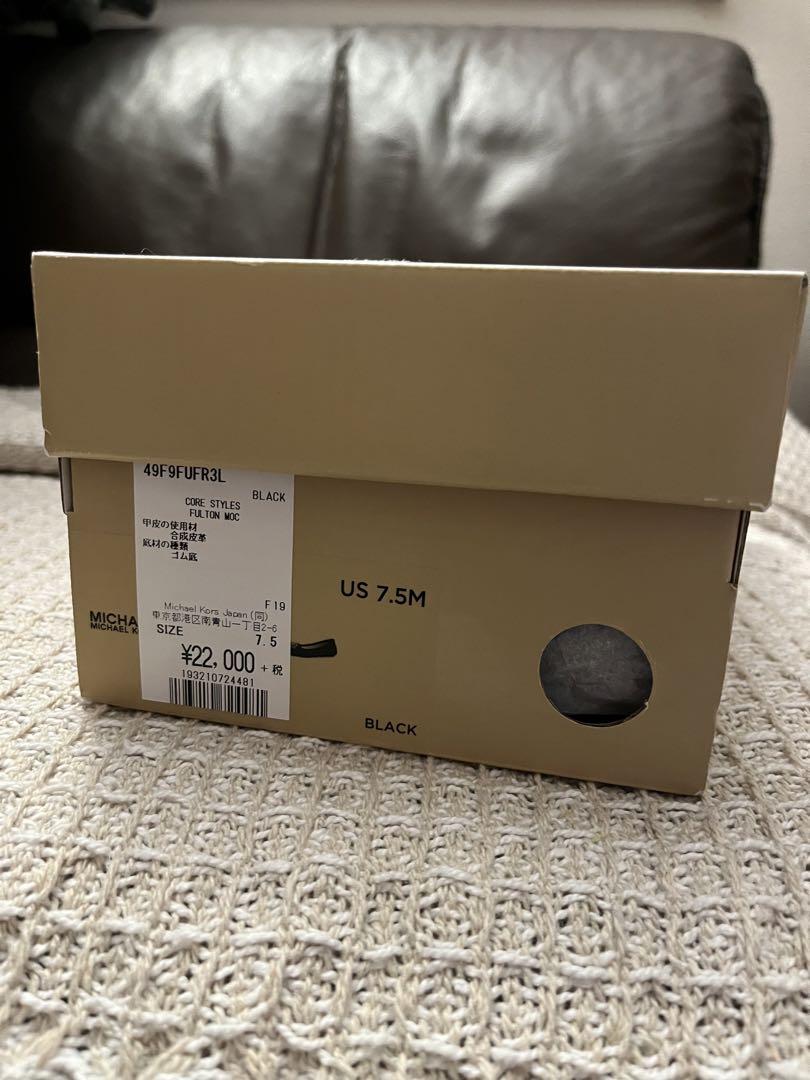 49F9FUFR3L
BLACK
CORE STYLES
FULTON MOC
甲皮の使用材
合成皮革
底材の種類
ゴム底
F19
Michael Kors Japan (同)
東京都港区南青山一丁目2-6
SIZE 7.5
¥22,000 +税
193210724481
MICHA
MICHAEL K
US 7.5M
BLACK